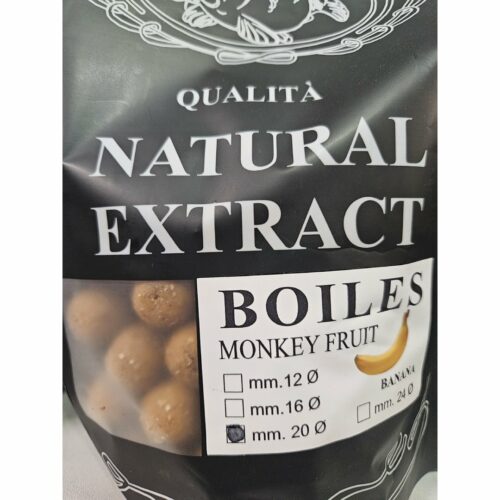 QUALITÀ
NATURAL
EXTRACT
BOILES
MONKEY FRUIT
BANANA
mm.12 Ø
mm.16 Ø
mm. 24 Ø
mm. 20 Ø